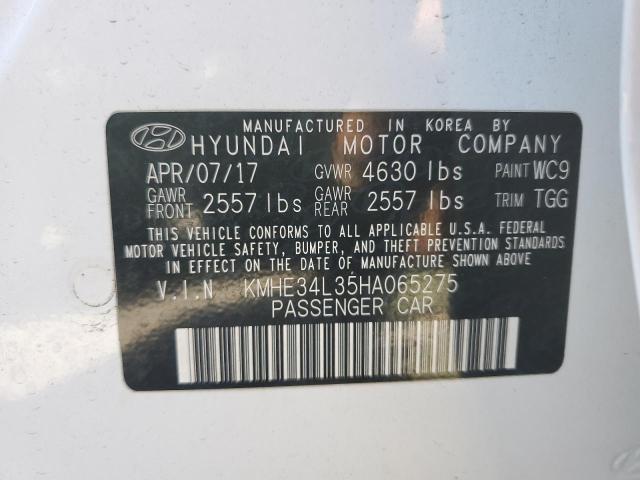 MANUFACTURED IN KOREA BY
HYUNDAI MOTOR COMPANY
APR/07/17 GVWR 4630 lbs PAINT WC9
GAWR FRONT 2557 lbs GAWR REAR 2557 lbs TRIM TGG
THIS VEHICLE CONFORMS TO ALL APPLICABLE U.S.A. FEDERAL
MOTOR VEHICLE SAFETY, BUMPER, AND THEFT PREVENTION STANDARDS
IN EFFECT ON THE DATE OF MANUFACTURE SHOWN ABOVE.
V.I.N KMHE34L35HA065275
PASSENGER CAR